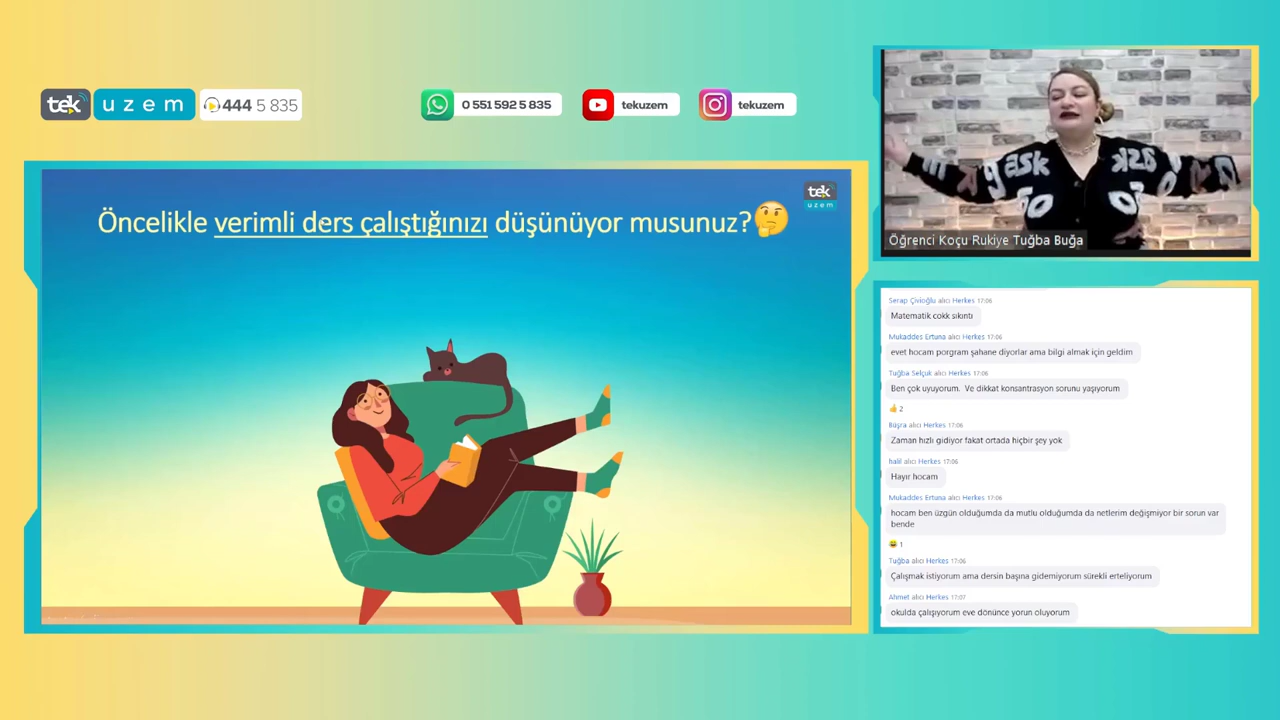 tek uzem 444 5 835
0 551 592 5 835
tekuzem
tekuzem
Öncelikle verimli ders çalıştığınızı düşünüyor musunuz?
tek
uzem
ask
Öğrenci Koçu Rukiye Tuğba Buğa
Serap Çivioğlu alıcı Herkes 17:06
Matematik cokk sıkıntı
Mukaddes Ertuna alıcı Herkes 17:06
evet hocam porgram şahane diyorlar ama bilgi almak için geldim
Tuğba Selçuk alıcı Herkes 17:06
Ben çok uyuyorum. Ve dikkat konsantrasyon sorunu yaşıyorum
2
Büşra alıcı Herkes 17:06
Zaman hızlı gidiyor fakat ortada hiçbir şey yok
halil alıcı Herkes 17:06
Hayır hocam
Mukaddes Ertuna alıcı Herkes 17:06
hocam ben üzgün olduğumda da mutlu olduğumda da netlerim değişmiyor bir sorun var
bende
1
Tuğba alıcı Herkes 17:06
Çalışmak istiyorum ama dersin başına gidemiyorum sürekli erteliyorum
Ahmet alıcı Herkes 17:07
okulda çalışıyorum eve dönünce yorun oluyorum